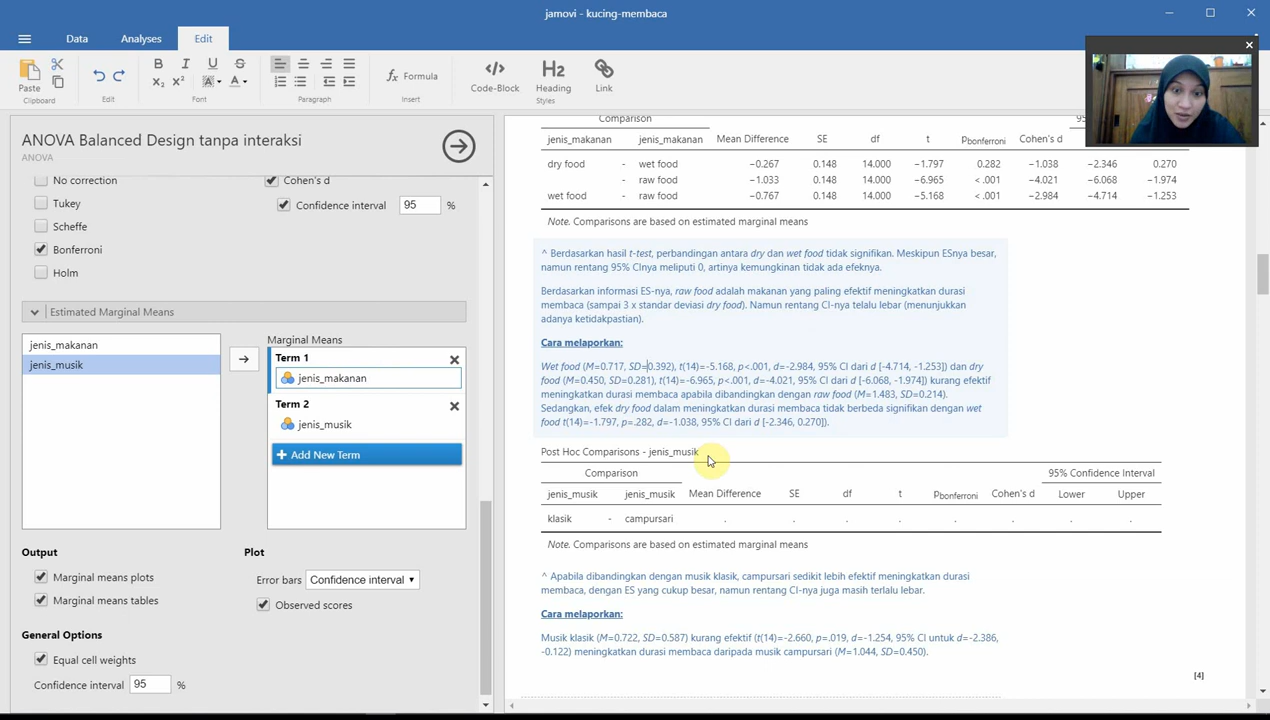 jamovi - kucing-membaca
Data Analyses Edit
Paste
B I U S
X₂ X² A A
Formula
Code-Block
H2
Heading
Link
Clipboard Edit Font Paragraph Insert Styles
ANOVA Balanced Design tanpa interaksi
ANOVA
No correction
Tukey
Scheffe
Bonferroni
Holm
Cohen's d
Confidence interval 95 %
Estimated Marginal Means
jenis_makanan
jenis_musik
Marginal Means
Term 1
jenis_makanan
Term 2
jenis_musik
+ Add New Term
Output
Marginal means plots
Marginal means tables
General Options
Equal cell weights
Confidence interval 95 %
Plot
Error bars Confidence interval
Observed scores
Comparison
jenis_makanan jenis_makanan Mean Difference SE df t pbonferroni Cohen's d
dry food - wet food −0.267 0.148 14.000 −1.797 0.282 −1.038 −2.346 0.270
- raw food −1.033 0.148 14.000 −6.965 < .001 −4.021 −6.068 −1.974
wet food - raw food −0.767 0.148 14.000 −5.168 < .001 −2.984 −4.714 −1.253
Note. Comparisons are based on estimated marginal means
^ Berdasarkan hasil t-test, perbandingan antara dry dan wet food tidak signifikan. Meskipun ESnya besar,
namun rentang 95% CInya meliputi 0, artinya kemungkinan tidak ada efeknya.
Berdasarkan informasi ES-nya, raw food adalah makanan yang paling efektif meningkatkan durasi
membaca (sampai 3 x standar deviasi dry food). Namun rentang CI-nya telalu lebar (menunjukkan
adanya ketidakpastian).
Cara melaporkan:
Wet food (M=0.717, SD=0.392), t(14)=-5.168, p<.001, d=-2.984, 95% CI dari d [-4.714, -1.253]) dan dry
food (M=0.450, SD=0.281), t(14)=-6.965, p<.001, d=-4.021, 95% CI dari d [-6.068, -1.974]) kurang efektif
meningkatkan durasi membaca apabila dibandingkan dengan raw food (M=1.483, SD=0.214).
Sedangkan, efek dry food dalam meningkatkan durasi membaca tidak berbeda signifikan dengan wet
food t(14)=-1.797, p=.282, d=-1.038, 95% CI dari d [-2.346, 0.270]).
Post Hoc Comparisons - jenis_musik
Comparison 95% Confidence Interval
jenis_musik jenis_musik Mean Difference SE df t pbonferroni Cohen's d Lower Upper
klasik - campursari . . . . . . . .
Note. Comparisons are based on estimated marginal means
^ Apabila dibandingkan dengan musik klasik, campursari sedikit lebih efektif meningkatkan durasi
membaca, dengan ES yang cukup besar, namun rentang CI-nya juga masih terlalu lebar.
Cara melaporkan:
Musik klasik (M=0.722, SD=0.587) kurang efektif (t(14)=-2.660, p=.019, d=-1.254, 95% CI untuk d=-2.386,
-0.122) meningkatkan durasi membaca daripada musik campursari (M=1.044, SD=0.450).
[4]